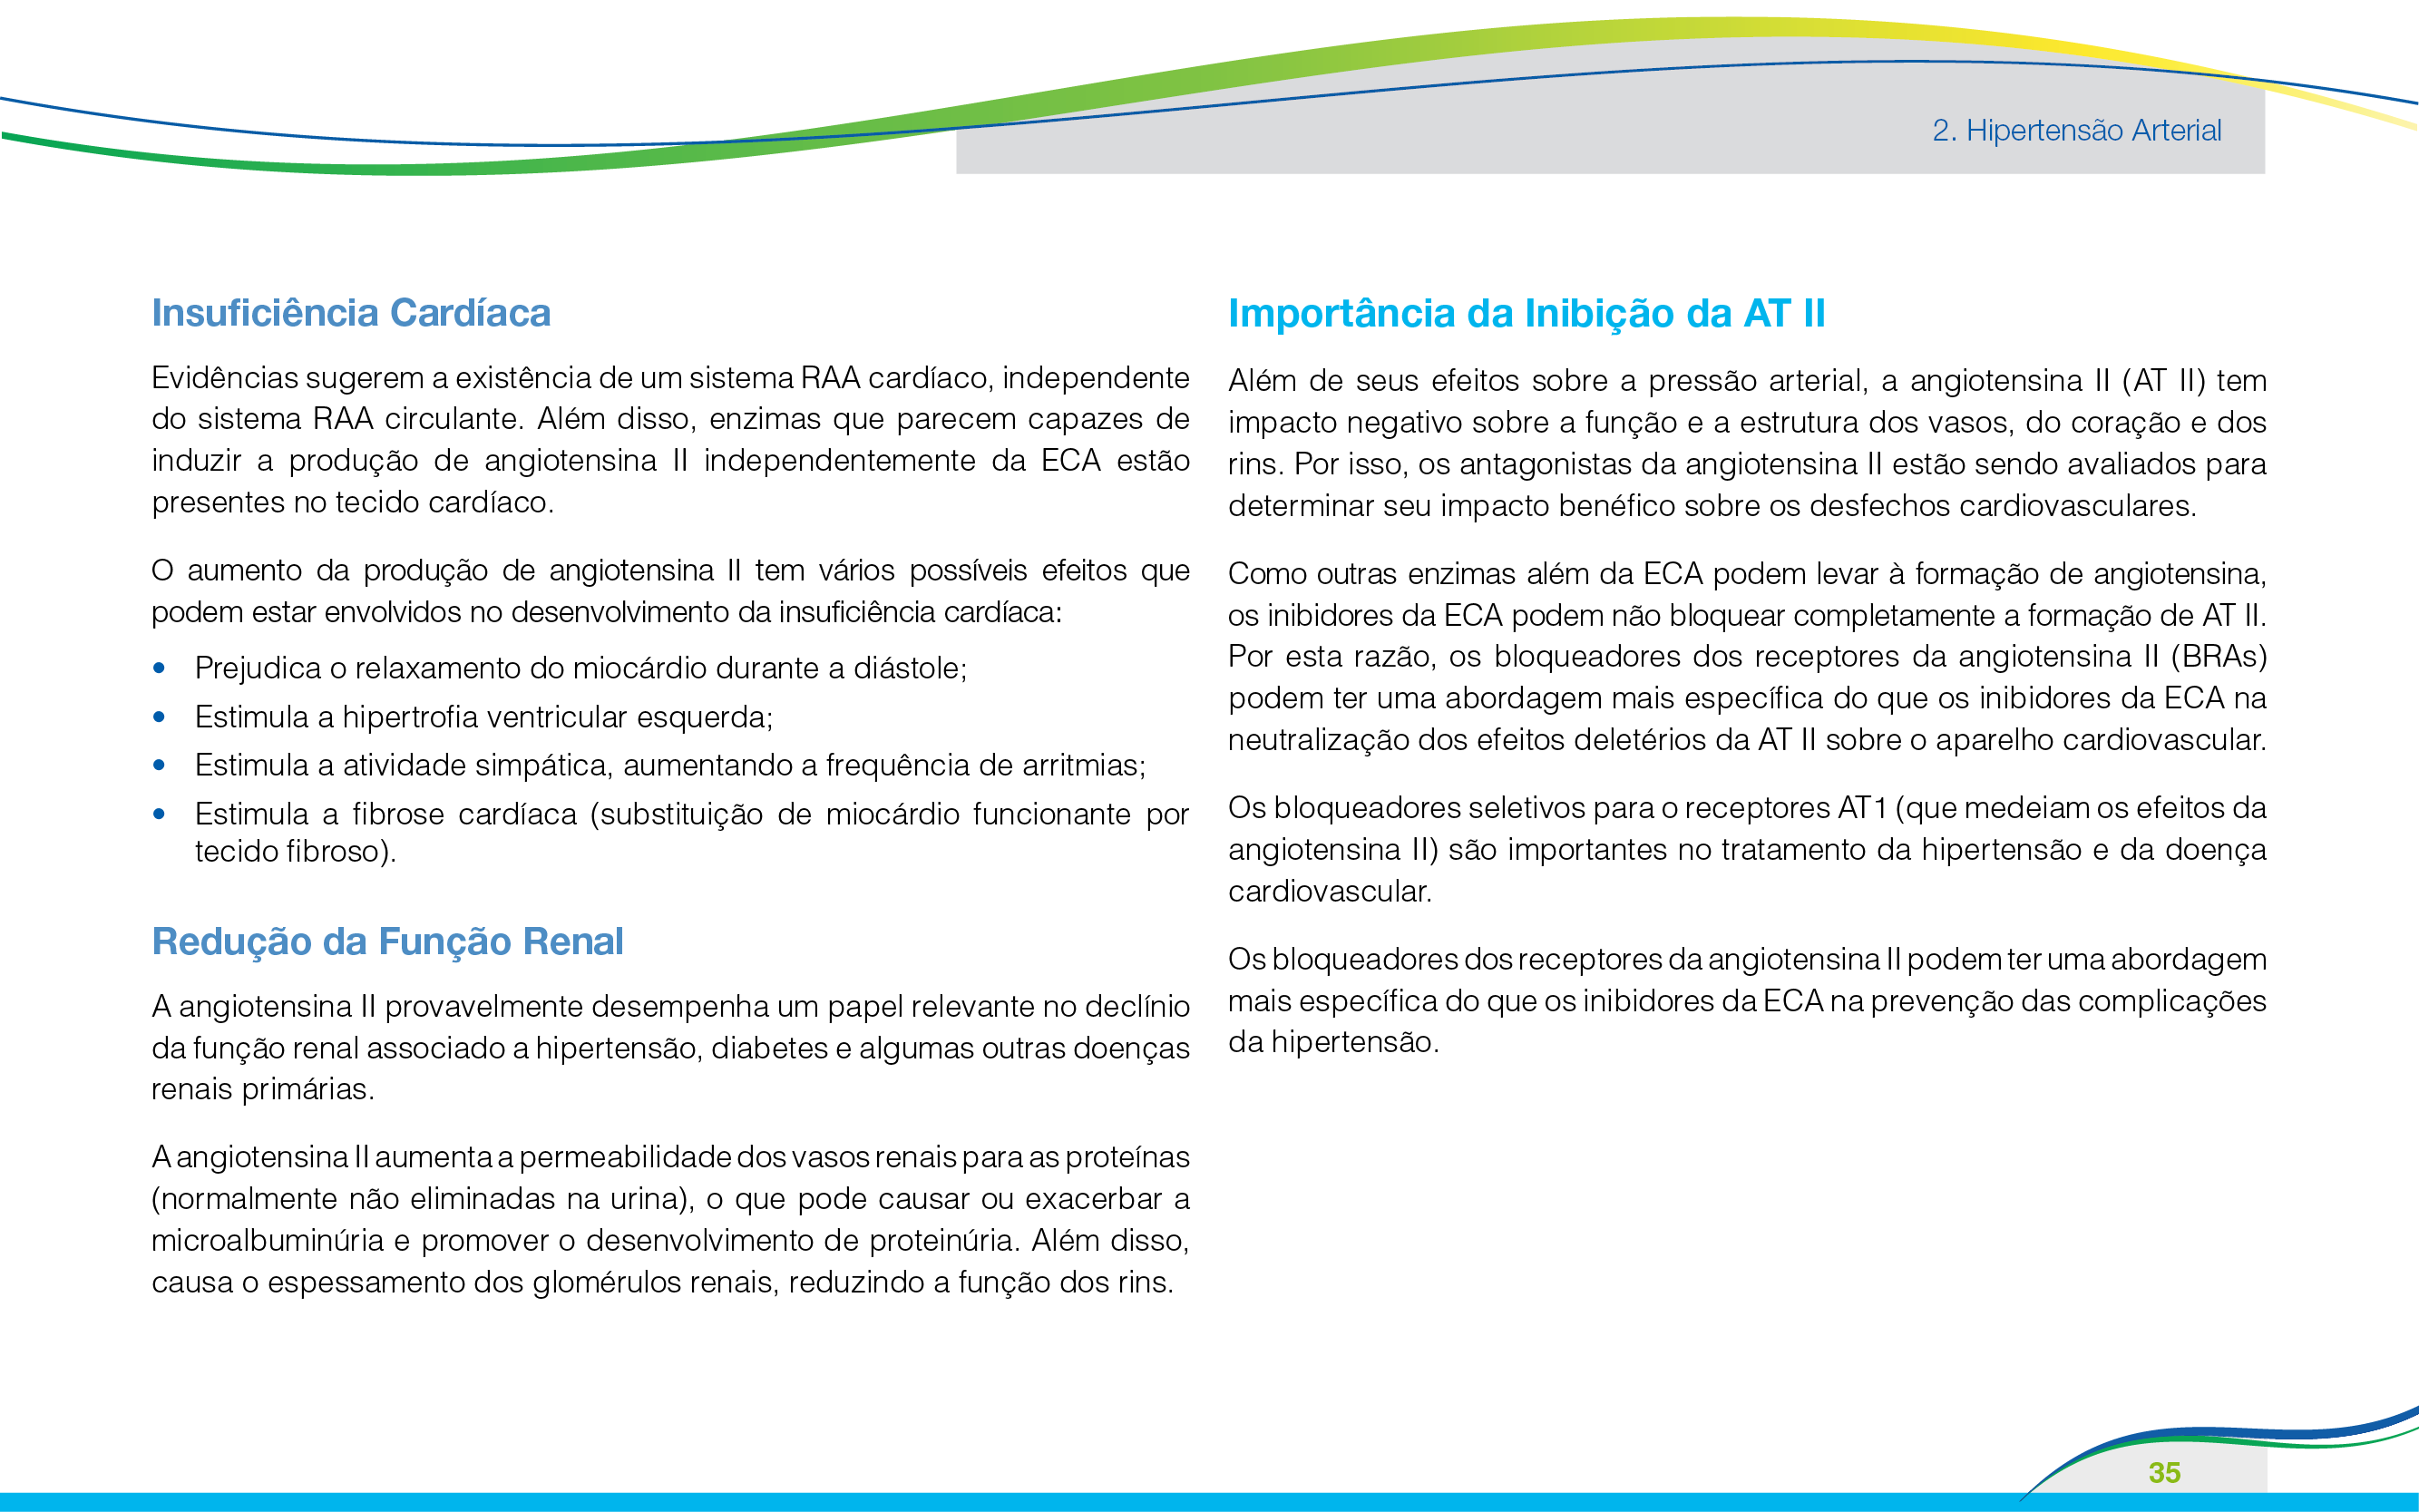 2. Hipertensão Arterial
Insuficiência Cardíaca
Evidências sugerem a existência de um sistema RAA cardíaco, independente
do sistema RAA circulante. Além disso, enzimas que parecem capazes de
induzir a produção de angiotensina II independentemente da ECA estão
presentes no tecido cardíaco.
O aumento da produção de angiotensina II tem vários possíveis efeitos que
podem estar envolvidos no desenvolvimento da insuficiência cardíaca:
• Prejudica o relaxamento do miocárdio durante a diástole;
• Estimula a hipertrofia ventricular esquerda;
• Estimula a atividade simpática, aumentando a frequência de arritmias;
• Estimula a fibrose cardíaca (substituição de miocárdio funcionante por
tecido fibroso).
Redução da Função Renal
A angiotensina II provavelmente desempenha um papel relevante no declínio
da função renal associado a hipertensão, diabetes e algumas outras doenças
renais primárias.
A angiotensina II aumenta a permeabilidade dos vasos renais para as proteínas
(normalmente não eliminadas na urina), o que pode causar ou exacerbar a
microalbuminúria e promover o desenvolvimento de proteinúria. Além disso,
causa o espessamento dos glomérulos renais, reduzindo a função dos rins.
Importância da Inibição da AT II
Além de seus efeitos sobre a pressão arterial, a angiotensina II (AT II) tem
impacto negativo sobre a função e a estrutura dos vasos, do coração e dos
rins. Por isso, os antagonistas da angiotensina II estão sendo avaliados para
determinar seu impacto benéfico sobre os desfechos cardiovasculares.
Como outras enzimas além da ECA podem levar à formação de angiotensina,
os inibidores da ECA podem não bloquear completamente a formação de AT II.
Por esta razão, os bloqueadores dos receptores da angiotensina II (BRAs)
podem ter uma abordagem mais específica do que os inibidores da ECA na
neutralização dos efeitos deletérios da AT II sobre o aparelho cardiovascular.
Os bloqueadores seletivos para o receptores AT1 (que medeiam os efeitos da
angiotensina II) são importantes no tratamento da hipertensão e da doença
cardiovascular.
Os bloqueadores dos receptores da angiotensina II podem ter uma abordagem
mais específica do que os inibidores da ECA na prevenção das complicações
da hipertensão.
35